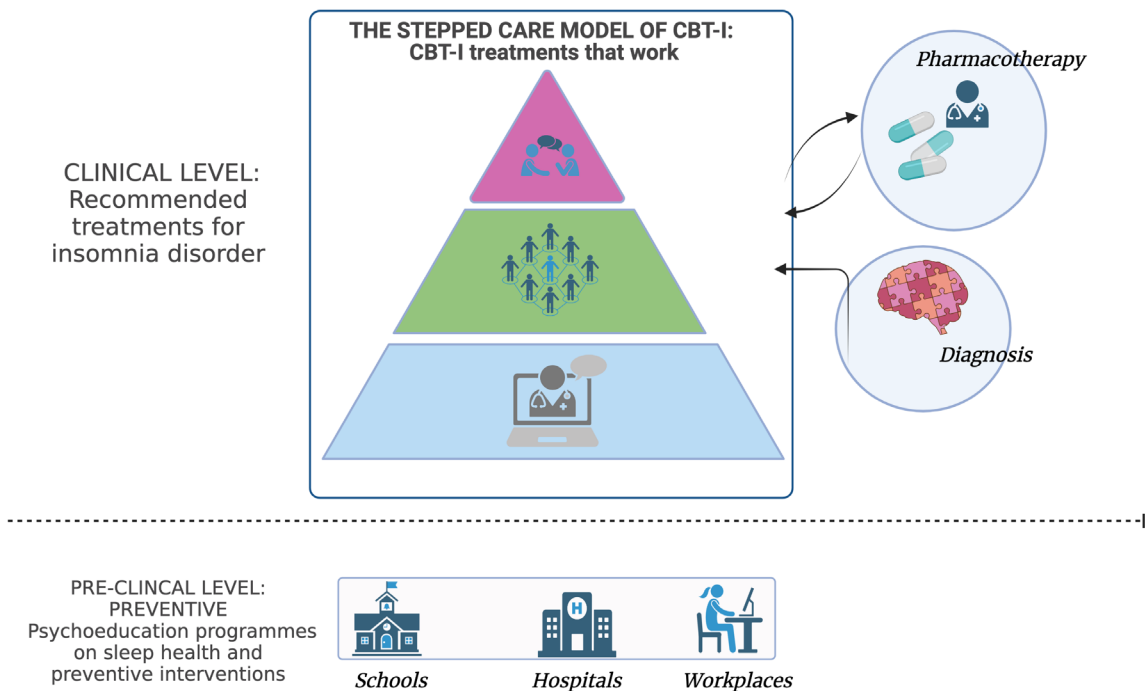 THE STEPPED CARE MODEL OF CBT-I:
CBT-I treatments that work
Pharmacotherapy
CLINICAL LEVEL:
Recommended
treatments for
insomnia disorder
Diagnosis
PRE-CLINCAL LEVEL:
PREVENTIVE
Psychoeducation programmes
on sleep health and
preventive interventions
H
Schools
Hospitals
Workplaces